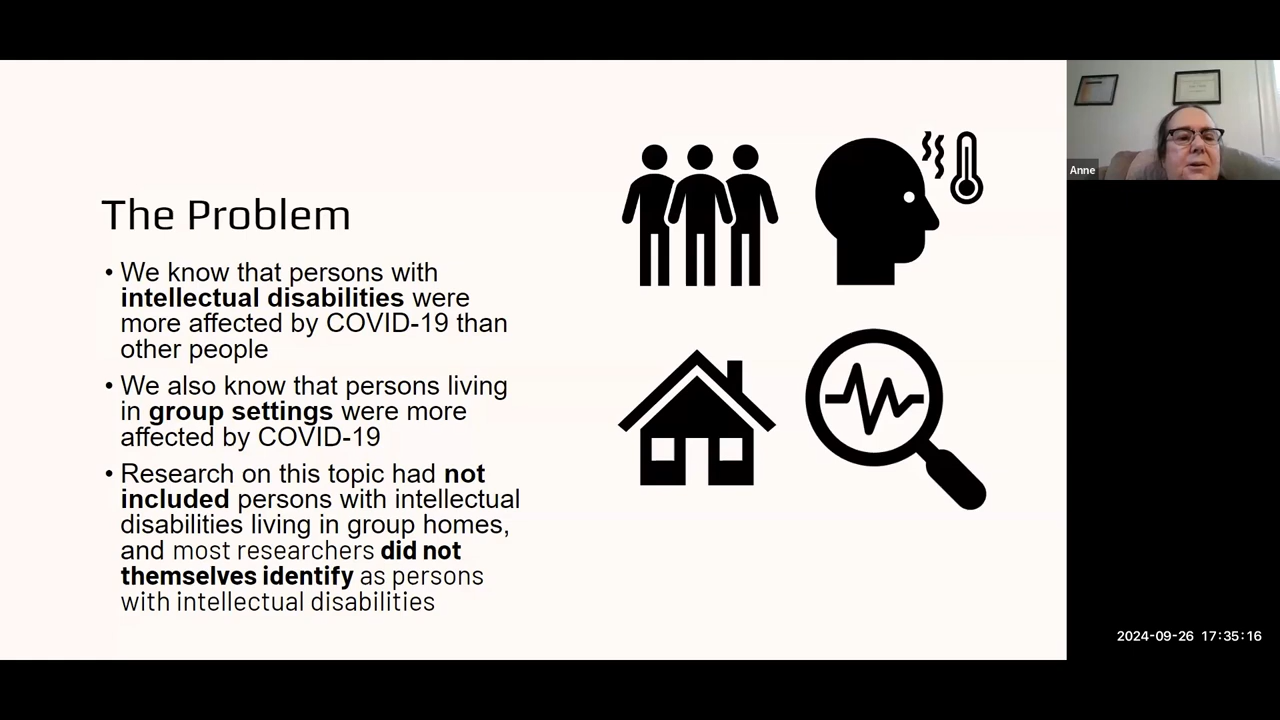 The Problem
• We know that persons with
intellectual disabilities were
more affected by COVID-19 than
other people
• We also know that persons living
in group settings were more
affected by COVID-19
• Research on this topic had not
included persons with intellectual
disabilities living in group homes,
and most researchers did not
themselves identify as persons
with intellectual disabilities
Anne
2024-09-26 17:35:16